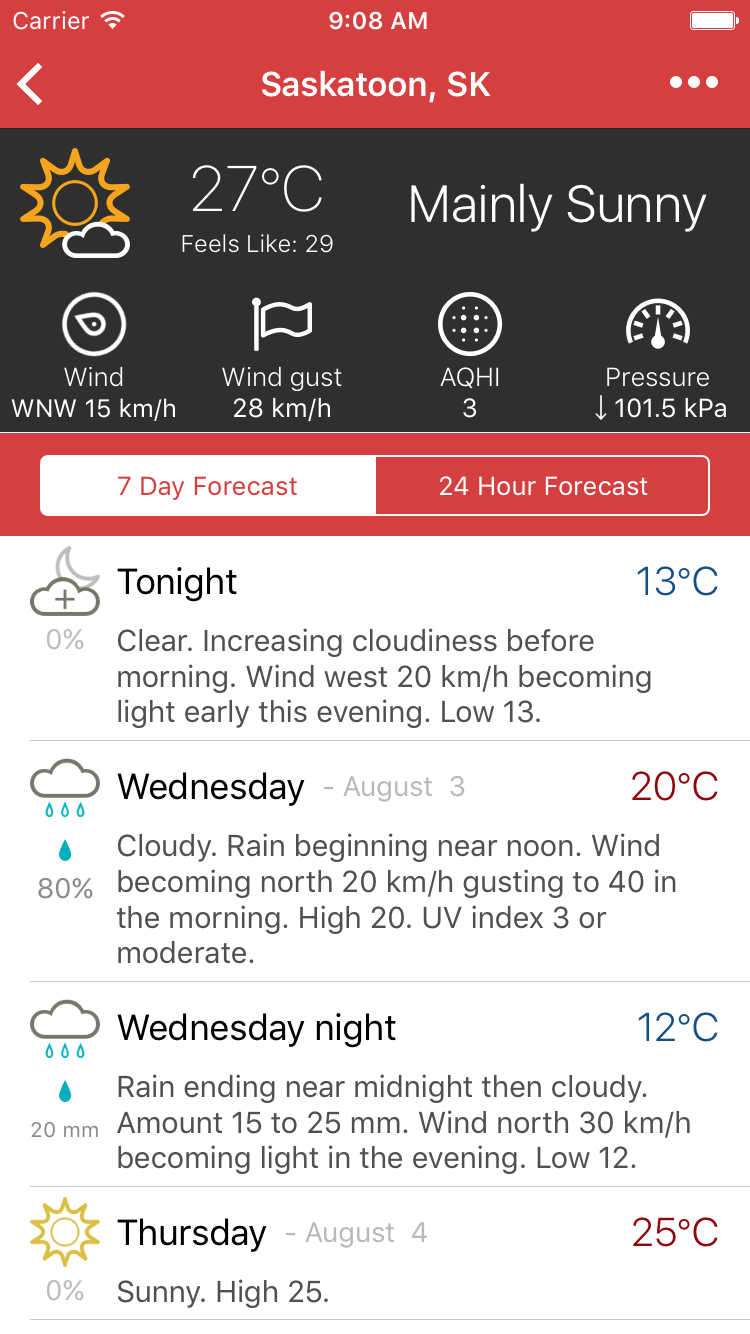 Carrier 9:08 AM
Saskatoon, SK
27°C
Feels Like: 29
Mainly Sunny
Wind Wind gust AQHI Pressure
WNW 15 km/h 28 km/h 3 ↓101.5 kPa
7 Day Forecast 24 Hour Forecast
Tonight 13°C
0% Clear. Increasing cloudiness before
morning. Wind west 20 km/h becoming
light early this evening. Low 13.
Wednesday - August 3 20°C
Cloudy. Rain beginning near noon. Wind
80% becoming north 20 km/h gusting to 40 in
the morning. High 20. UV index 3 or
moderate.
Wednesday night 12°C
Rain ending near midnight then cloudy.
20 mm Amount 15 to 25 mm. Wind north 30 km/h
becoming light in the evening. Low 12.
Thursday - August 4 25°C
0% Sunny. High 25.